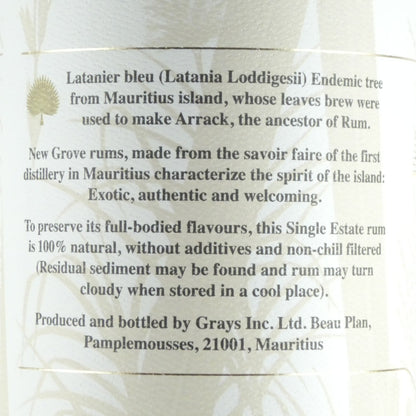 Latanier bleu (Latania Loddigesii) Endemic tree
from Mauritius island, whose leaves brew were
used to make Arrack, the ancestor of Rum.
New Grove rums, made from the savoir faire of the first
distillery in Mauritius characterize the spirit of the island:
Exotic, authentic and welcoming.
To preserve its full-bodied flavours, this Single Estate rum
is 100% natural, without additives and non-chill filtered
(Residual sediment may be found and rum may turn
cloudy when stored in a cool place).
Produced and bottled by Grays Inc. Ltd. Beau Plan,
Pamplemousses, 21001, Mauritius